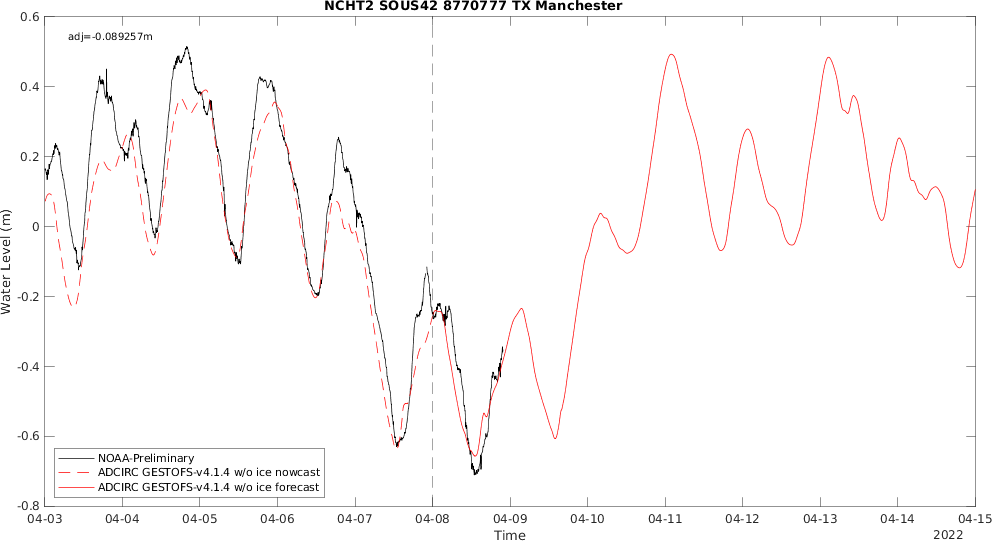 NCHT2 SOUS42 8770777 TX Manchester
adj=-0.089257m
0.6
0.4
0.2
0
-0.2
-0.4
-0.6
-0.8
Water Level (m)
NOAA-Preliminary
ADCIRC GESTOFS-v4.1.4 w/o ice nowcast
ADCIRC GESTOFS-v4.1.4 w/o ice forecast
04-03 04-04 04-05 04-06 04-07 04-08 04-09 04-10 04-11 04-12 04-13 04-14 04-15
Time
2022